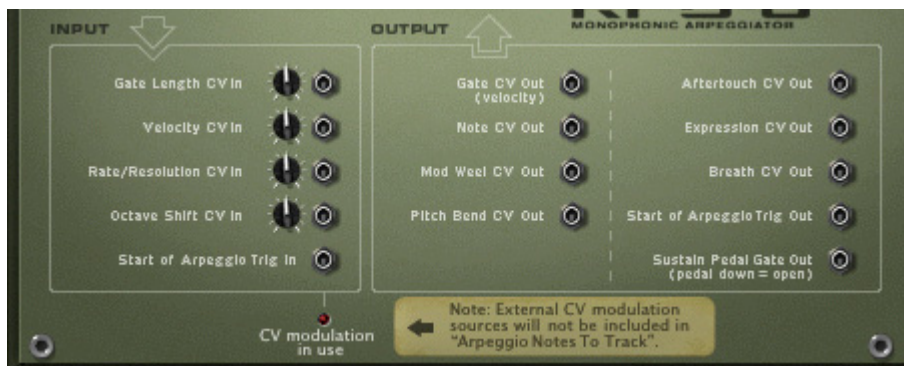 INPUT
OUTPUT
MONOPHONIC ARPEGGIATOR
Gate Length CV In
Velocity CV In
Rate/Resolution CV In
Octave Shift CV In
Start of Arpeggio Trig In
Gate CV Out
(velocity)
Note CV Out
Mod Weel CV Out
Pitch Bend CV Out
Aftertouch CV Out
Expression CV Out
Breath CV Out
Start of Arpeggio Trig Out
Sustain Pedal Gate Out
(pedal down = open)
CV modulation
in use
Note: External CV modulation
sources will not be included in
“Arpeggio Notes To Track”.